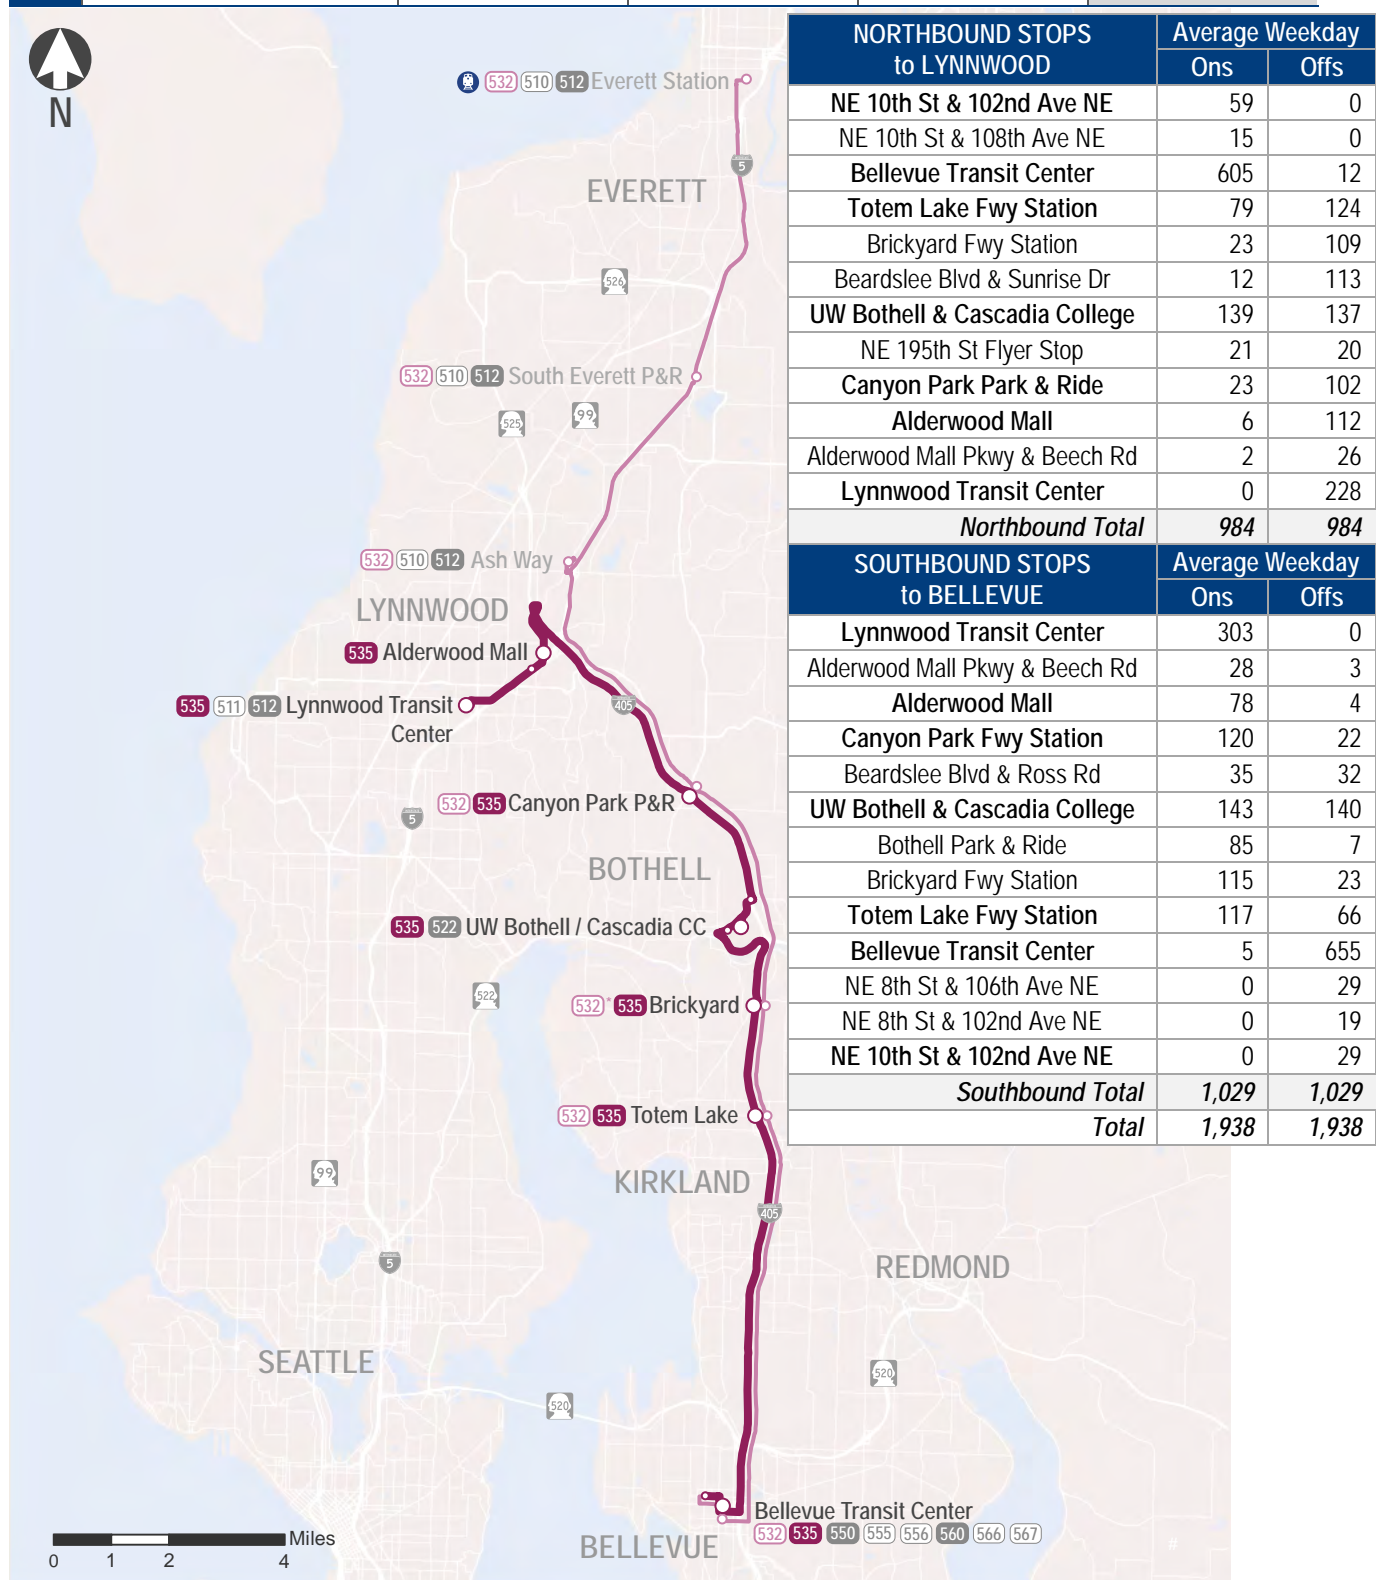 N
532 510 512 Everett Station
5
EVERETT
526
532 510 512 South Everett P&R
525
99
532 510 512 Ash Way
LYNNWOOD
535 Alderwood Mall
535 511 512 Lynnwood Transit
Center
405
532 535 Canyon Park P&R
5
BOTHELL
535 522 UW Bothell / Cascadia CC
522
532* 535 Brickyard
532 535 Totem Lake
99
KIRKLAND
405
5
REDMOND
SEATTLE
520
520
Bellevue Transit Center
532 535 550 555 556 560 566 567
BELLEVUE
Miles
0 1 2 4
#
NORTHBOUND STOPS Average Weekday
to LYNNWOOD Ons Offs
NE 10th St & 102nd Ave NE 59 0
NE 10th St & 108th Ave NE 15 0
Bellevue Transit Center 605 12
Totem Lake Fwy Station 79 124
Brickyard Fwy Station 23 109
Beardslee Blvd & Sunrise Dr 12 113
UW Bothell & Cascadia College 139 137
NE 195th St Flyer Stop 21 20
Canyon Park Park & Ride 23 102
Alderwood Mall 6 112
Alderwood Mall Pkwy & Beech Rd 2 26
Lynnwood Transit Center 0 228
Northbound Total 984 984
SOUTHBOUND STOPS Average Weekday
to BELLEVUE Ons Offs
Lynnwood Transit Center 303 0
Alderwood Mall Pkwy & Beech Rd 28 3
Alderwood Mall 78 4
Canyon Park Fwy Station 120 22
Beardslee Blvd & Ross Rd 35 32
UW Bothell & Cascadia College 143 140
Bothell Park & Ride 85 7
Brickyard Fwy Station 115 23
Totem Lake Fwy Station 117 66
Bellevue Transit Center 5 655
NE 8th St & 106th Ave NE 0 29
NE 8th St & 102nd Ave NE 0 19
NE 10th St & 102nd Ave NE 0 29
Southbound Total 1,029 1,029
Total 1,938 1,938